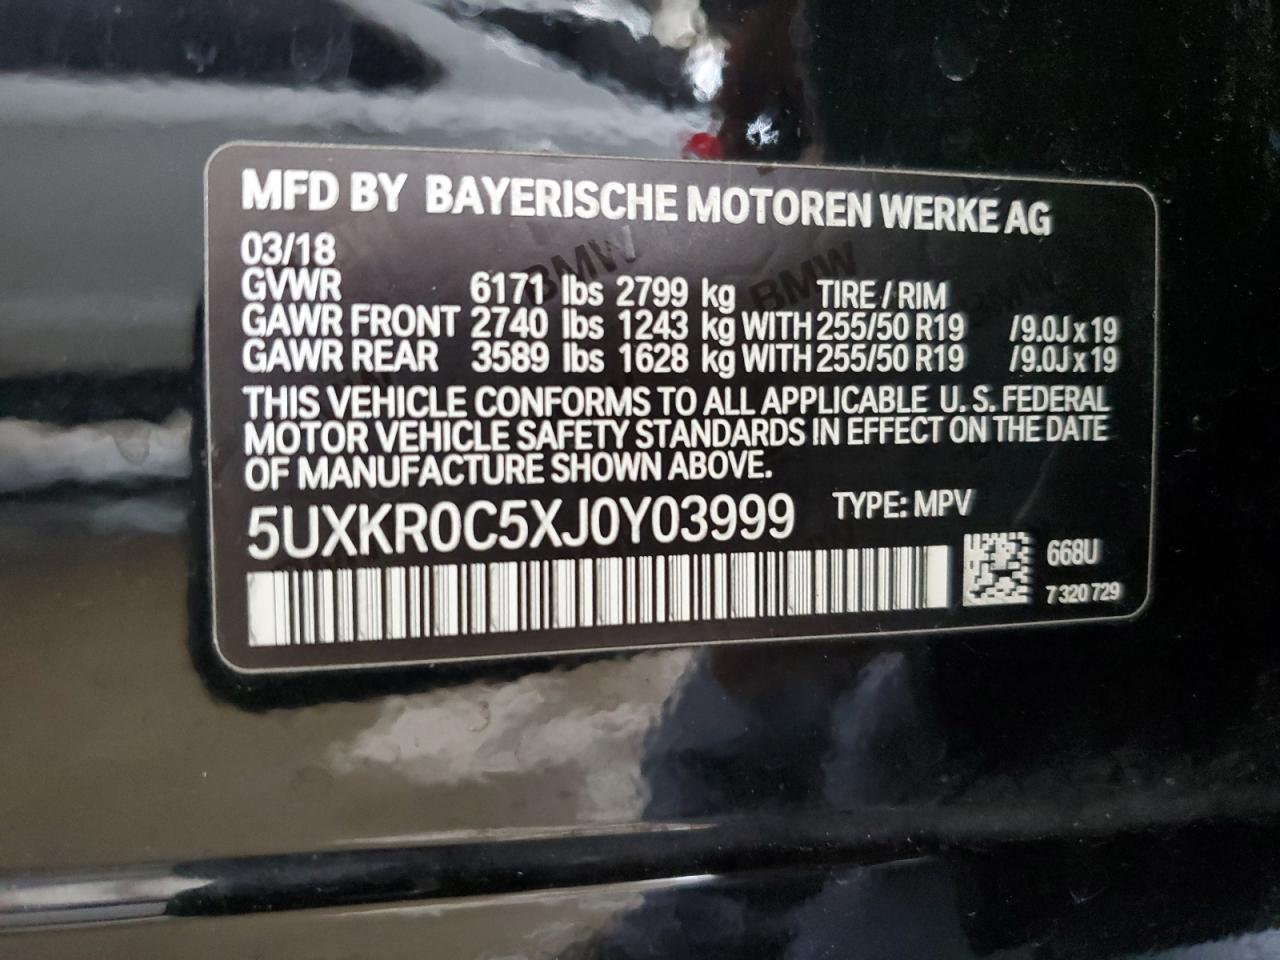 MFD BY BAYERISCHE MOTOREN WERKE AG
03/18
GVWR 6171 lbs 2799 kg TIRE / RIM
GAWR FRONT 2740 lbs 1243 kg WITH 255/50 R19 /9.0J x 19
GAWR REAR 3589 lbs 1628 kg WITH 255/50 R19 /9.0J x 19
THIS VEHICLE CONFORMS TO ALL APPLICABLE U. S. FEDERAL
MOTOR VEHICLE SAFETY STANDARDS IN EFFECT ON THE DATE
OF MANUFACTURE SHOWN ABOVE.
5UXKR0C5XJ0Y03999 TYPE: MPV
668U
7 320 729
BMW
BMW
BMW